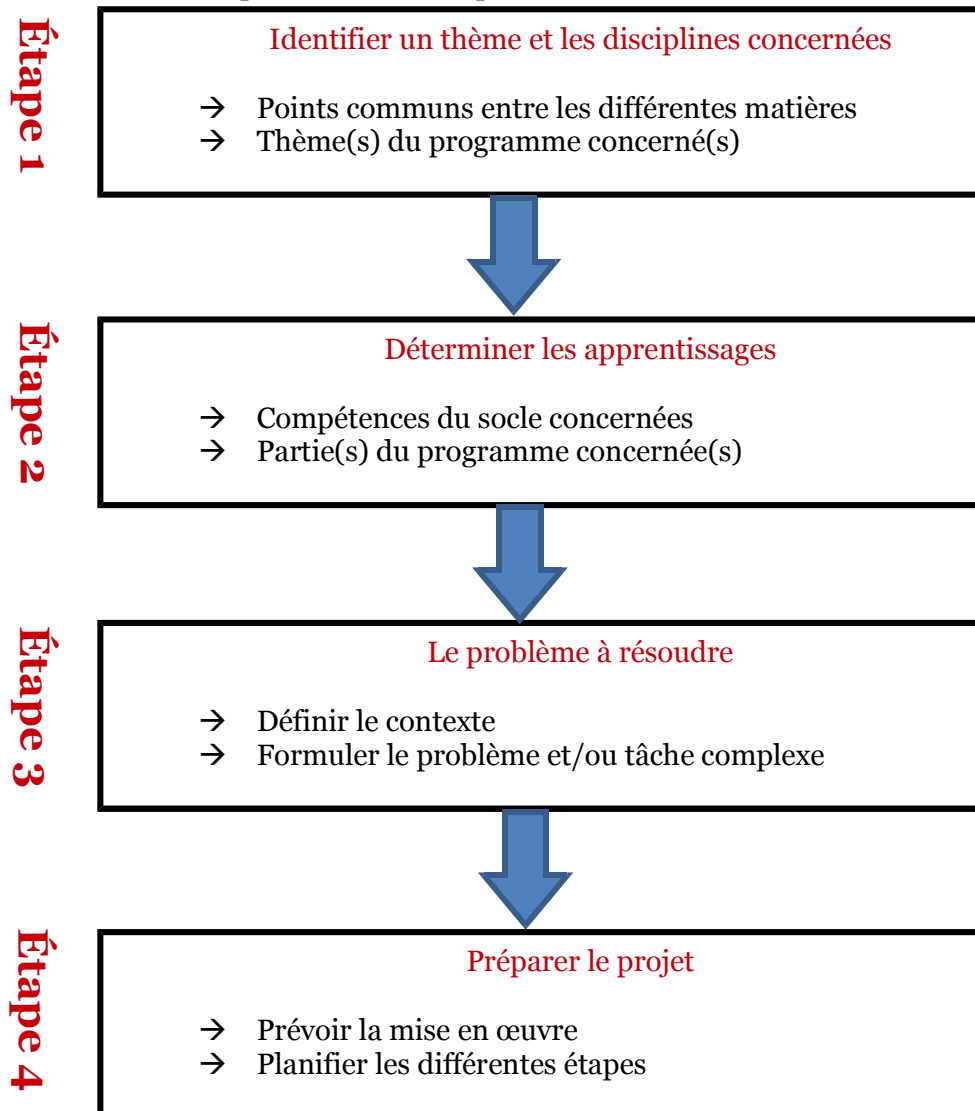 Étape 1
Identifier un thème et les disciplines concernées
→ Points communs entre les différentes matières
→ Thème(s) du programme concerné(s)
Étape 2
Déterminer les apprentissages
→ Compétences du socle concernées
→ Partie(s) du programme concernée(s)
Étape 3
Le problème à résoudre
→ Définir le contexte
→ Formuler le problème et/ou tâche complexe
Étape 4
Préparer le projet
→ Prévoir la mise en œuvre
→ Planifier les différentes étapes